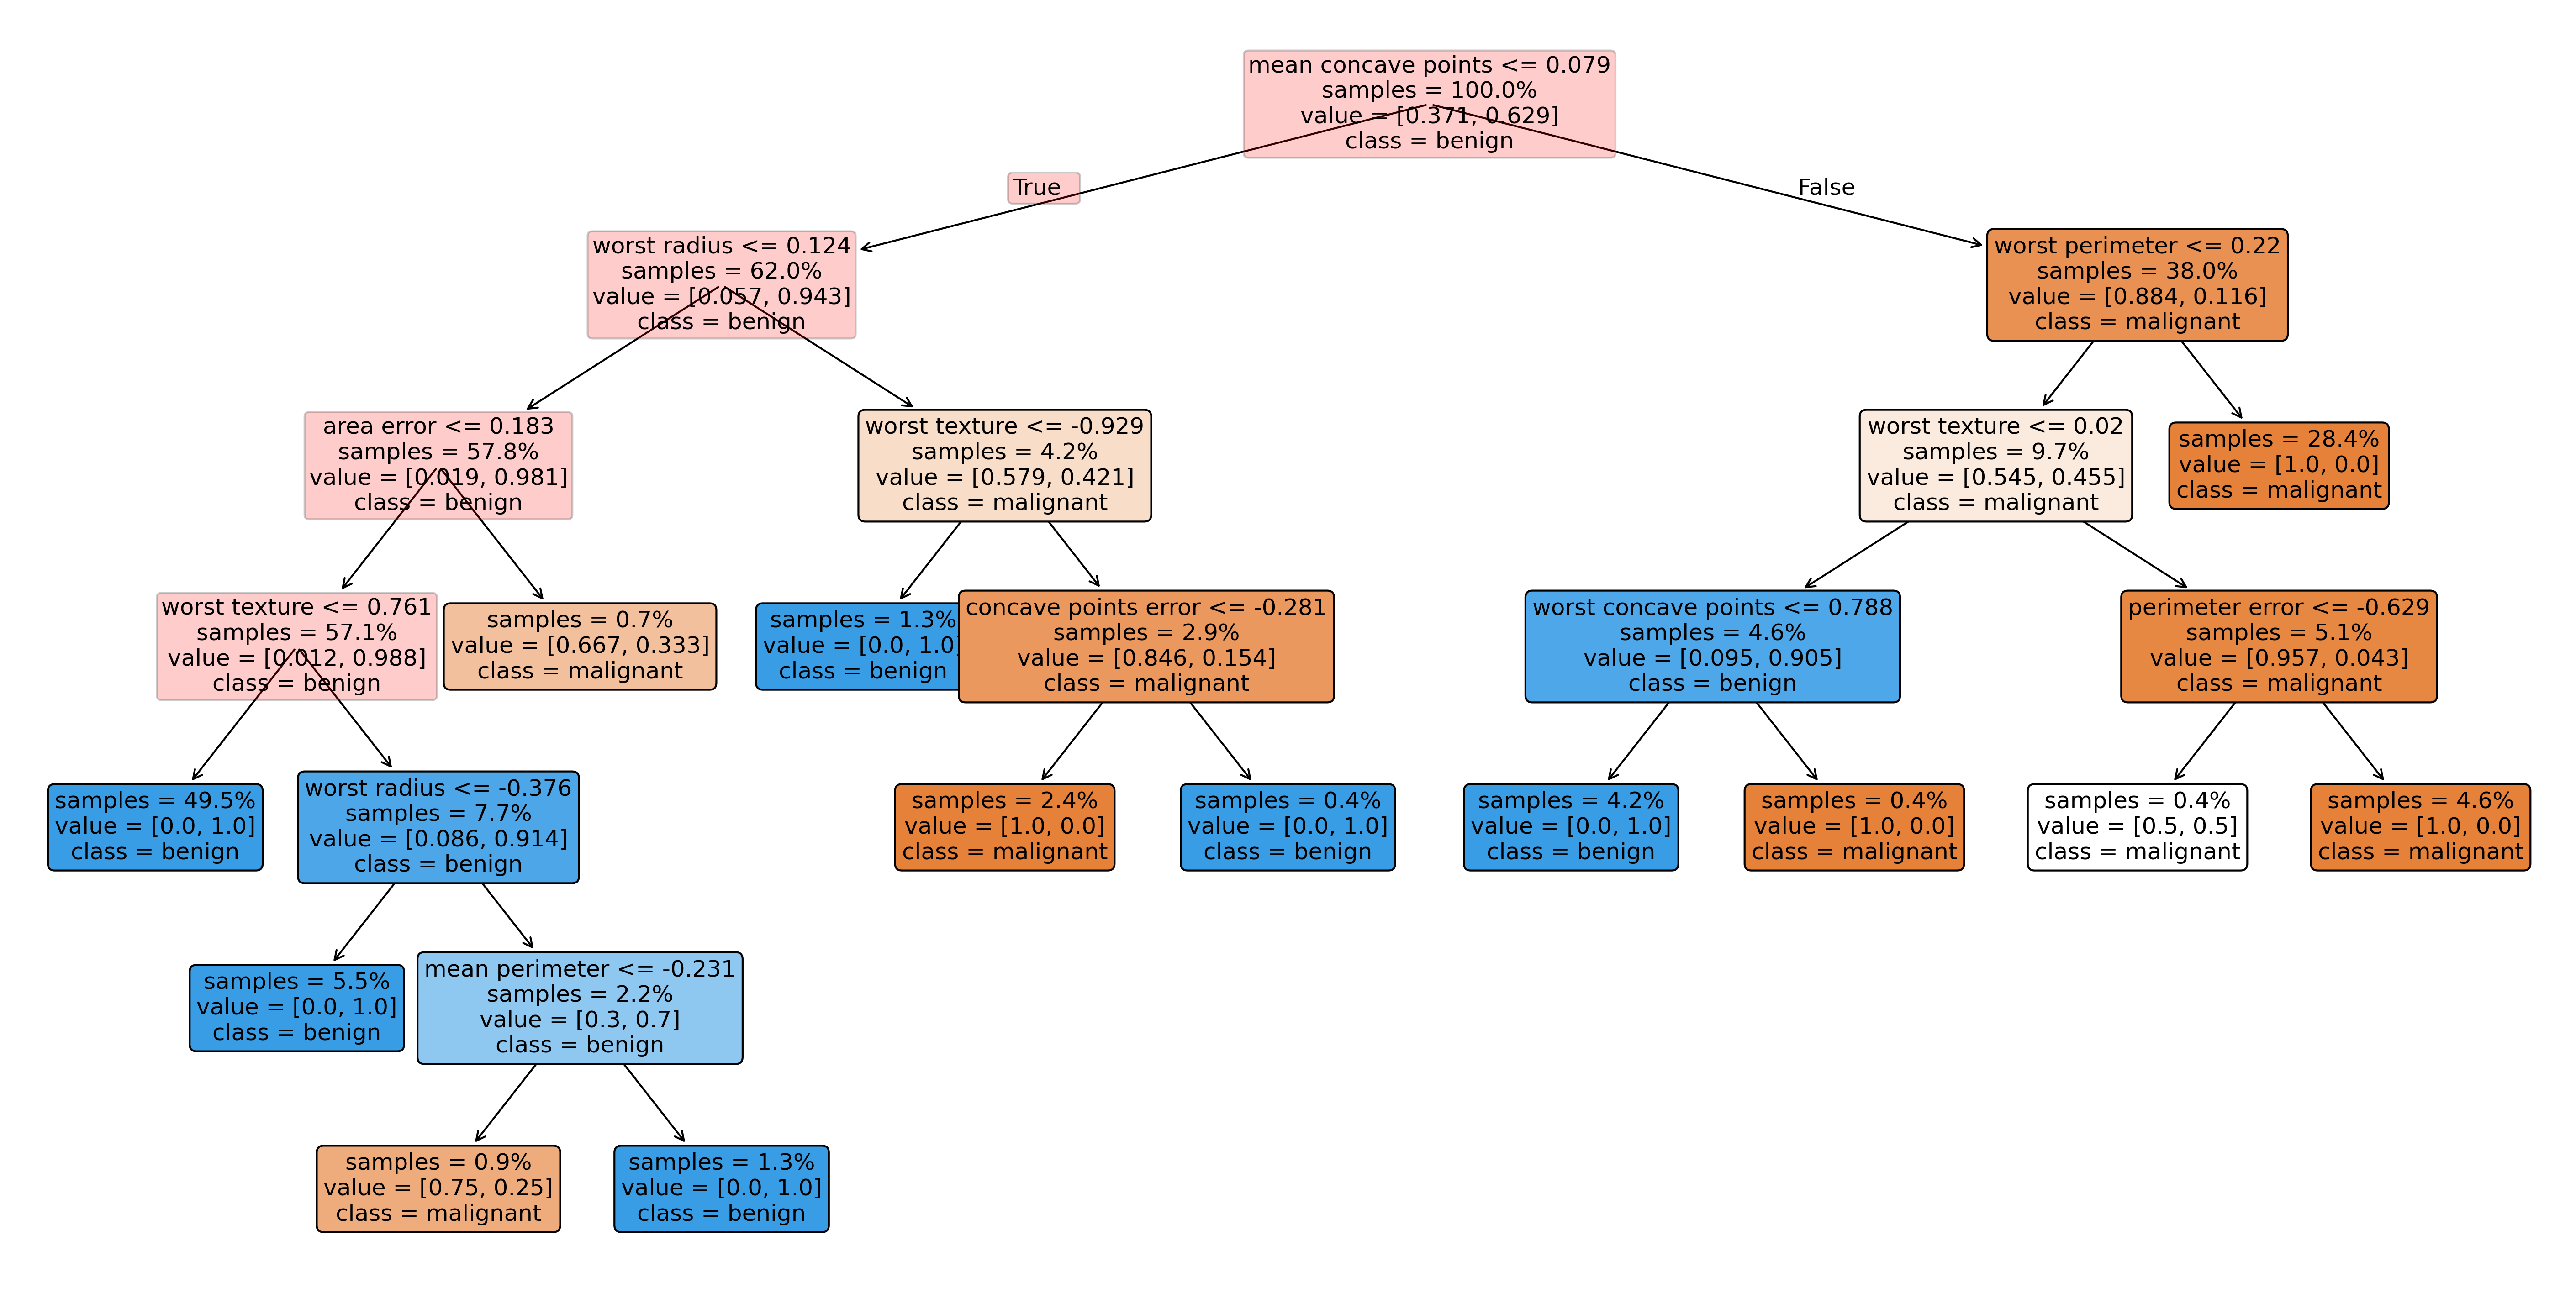 mean concave points <= 0.079
samples = 100.0%
value = [0.371, 0.629]
class = benign
True
False
worst radius <= 0.124
samples = 62.0%
value = [0.057, 0.943]
class = benign
worst perimeter <= 0.22
samples = 38.0%
value = [0.884, 0.116]
class = malignant
area error <= 0.183
samples = 57.8%
value = [0.019, 0.981]
class = benign
worst texture <= -0.929
samples = 4.2%
value = [0.579, 0.421]
class = malignant
worst texture <= 0.02
samples = 9.7%
value = [0.545, 0.455]
class = malignant
samples = 28.4%
value = [1.0, 0.0]
class = malignant
worst texture <= 0.761
samples = 57.1%
value = [0.012, 0.988]
class = benign
samples = 0.7%
value = [0.667, 0.333]
class = malignant
samples = 1.3%
value = [0.0, 1.0]
class = benign
concave points error <= -0.281
samples = 2.9%
value = [0.846, 0.154]
class = malignant
worst concave points <= 0.788
samples = 4.6%
value = [0.095, 0.905]
class = benign
perimeter error <= -0.629
samples = 5.1%
value = [0.957, 0.043]
class = malignant
samples = 49.5%
value = [0.0, 1.0]
class = benign
worst radius <= -0.376
samples = 7.7%
value = [0.086, 0.914]
class = benign
samples = 2.4%
value = [1.0, 0.0]
class = malignant
samples = 0.4%
value = [0.0, 1.0]
class = benign
samples = 4.2%
value = [0.0, 1.0]
class = benign
samples = 0.4%
value = [1.0, 0.0]
class = malignant
samples = 0.4%
value = [0.5, 0.5]
class = malignant
samples = 4.6%
value = [1.0, 0.0]
class = malignant
samples = 5.5%
value = [0.0, 1.0]
class = benign
mean perimeter <= -0.231
samples = 2.2%
value = [0.3, 0.7]
class = benign
samples = 0.9%
value = [0.75, 0.25]
class = malignant
samples = 1.3%
value = [0.0, 1.0]
class = benign